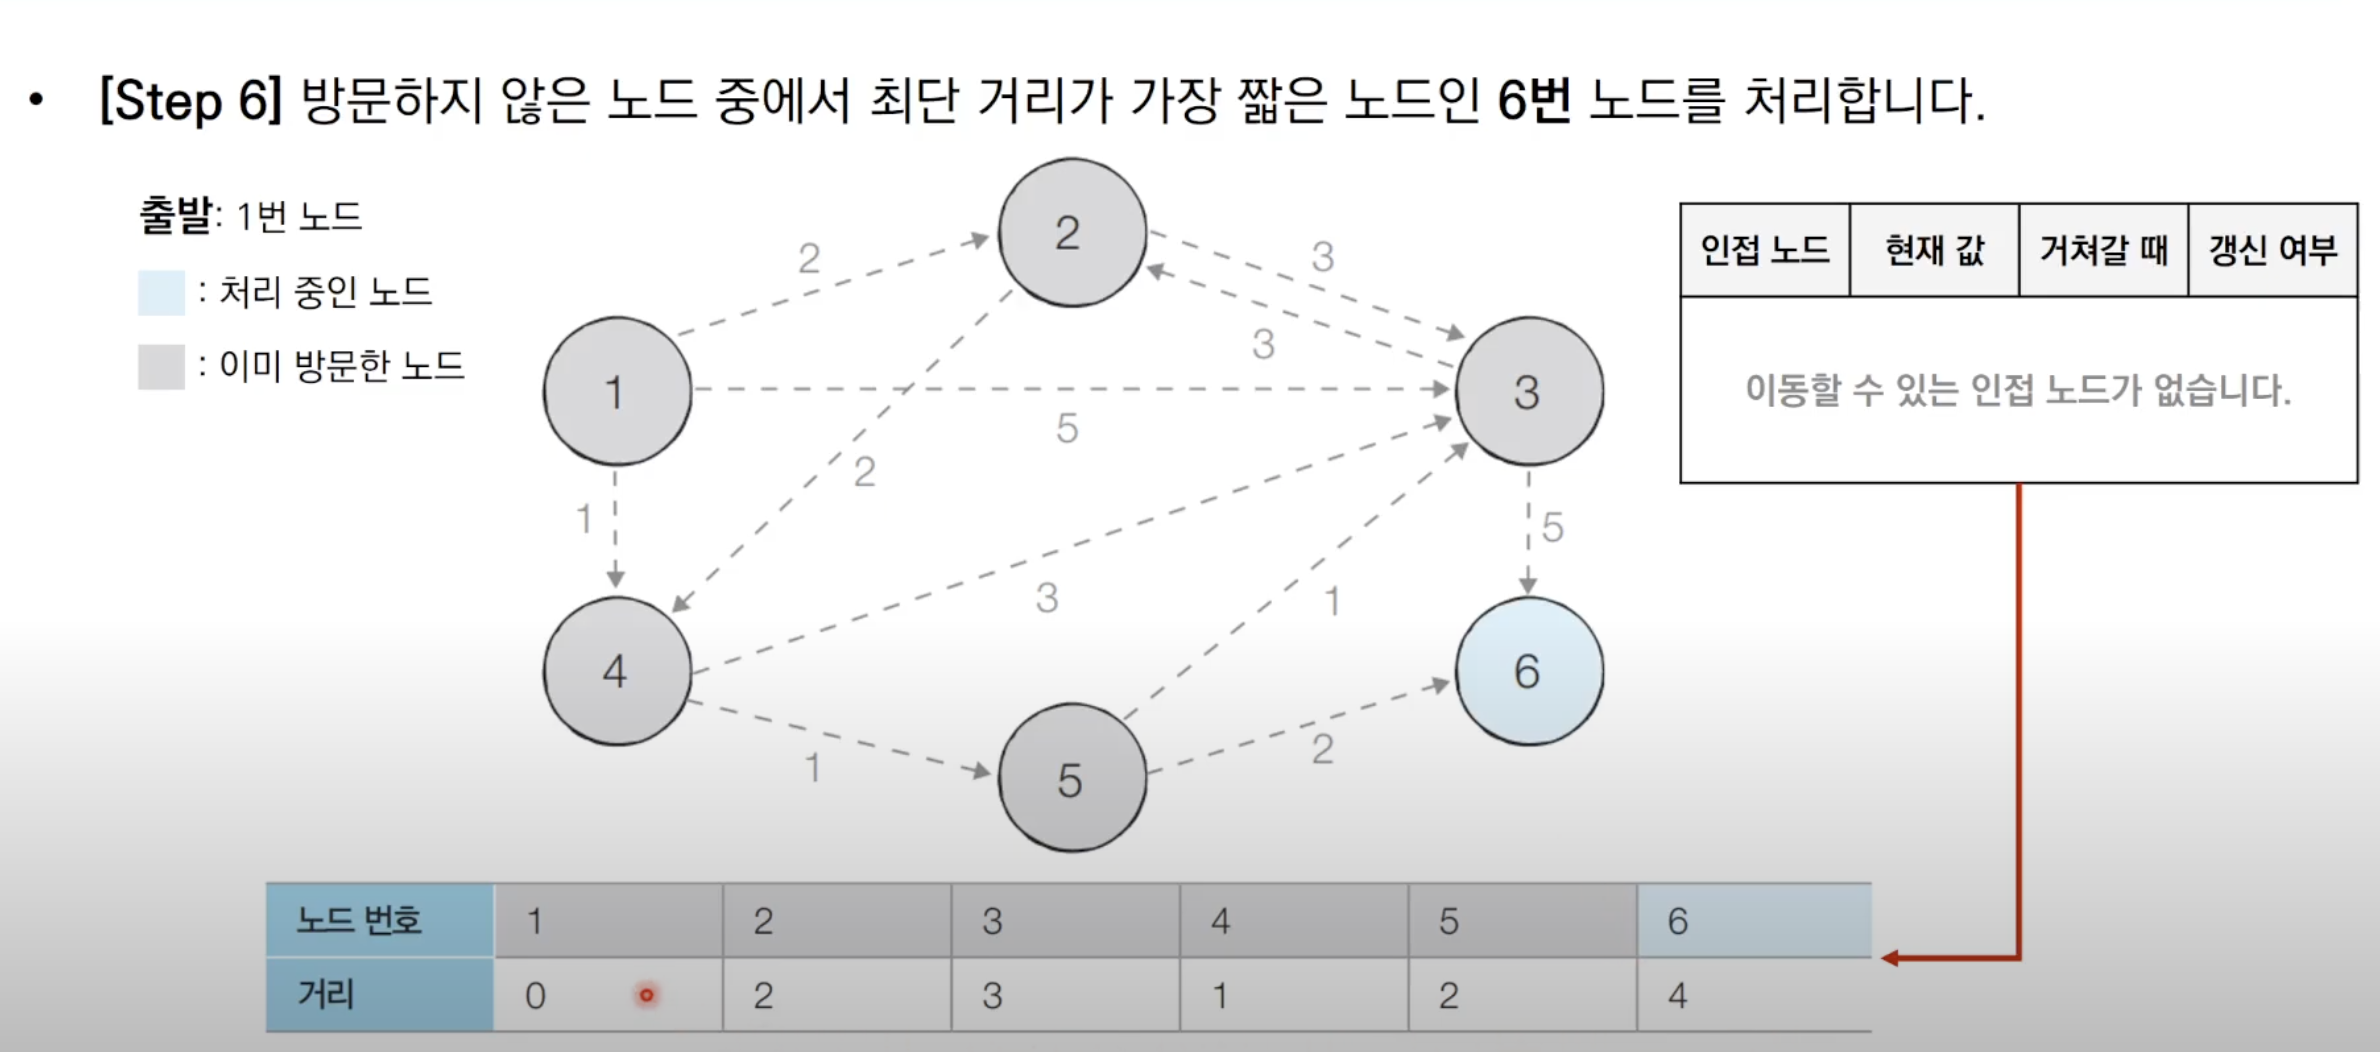 • [Step 6] 방문하지 않은 노드 중에서 최단 거리가 가장 짧은 노드인 6번 노드를 처리합니다.
출발: 1번 노드
: 처리 중인 노드
: 이미 방문한 노드
인접 노드 현재 값 거쳐갈 때 갱신 여부
이동할 수 있는 인접 노드가 없습니다.
2
2
3
3
1
3
5
2
1
5
3
1
4
6
1
2
5
노드 번호 1 2 3 4 5 6
거리 0 2 3 1 2 4